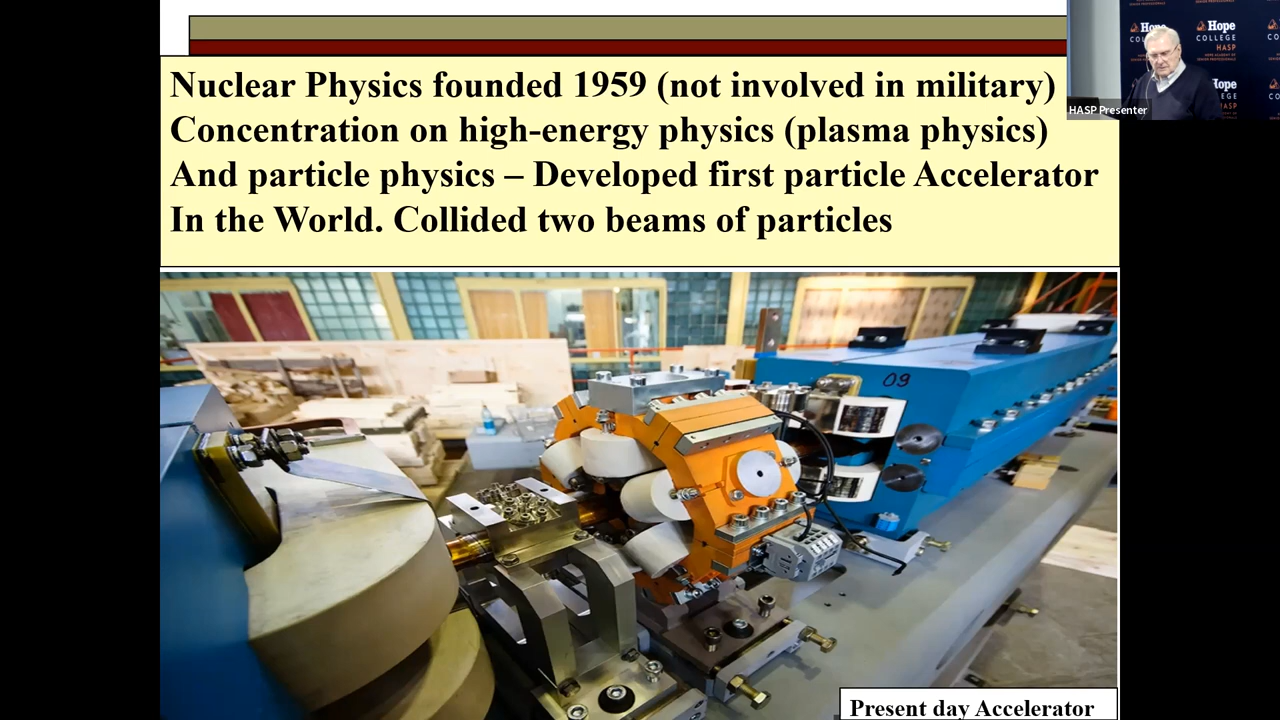 Nuclear Physics founded 1959 (not involved in military)
Concentration on high-energy physics (plasma physics)
And particle physics – Developed first particle Accelerator
In the World. Collided two beams of particles
Hope
COLLEGE
HASP
HASP Presenter
09
Present day Accelerator